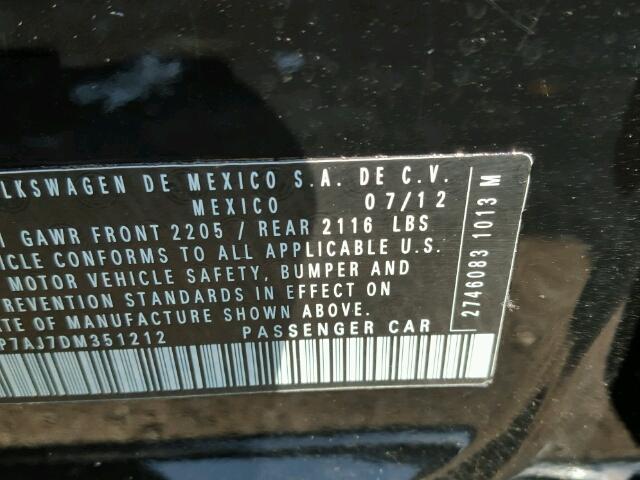 LKSWAGEN DE MEXICO S.A. DE C.V.
MEXICO 07/12
GAWR FRONT 2205 / REAR 2116 LBS
ICLE CONFORMS TO ALL APPLICABLE U.S.
MOTOR VEHICLE SAFETY, BUMPER AND
REVENTION STANDARDS IN EFFECT ON
ATE OF MANUFACTURE SHOWN ABOVE.
P7AJ7DM351212 PASSENGER CAR
2746083 1013 M